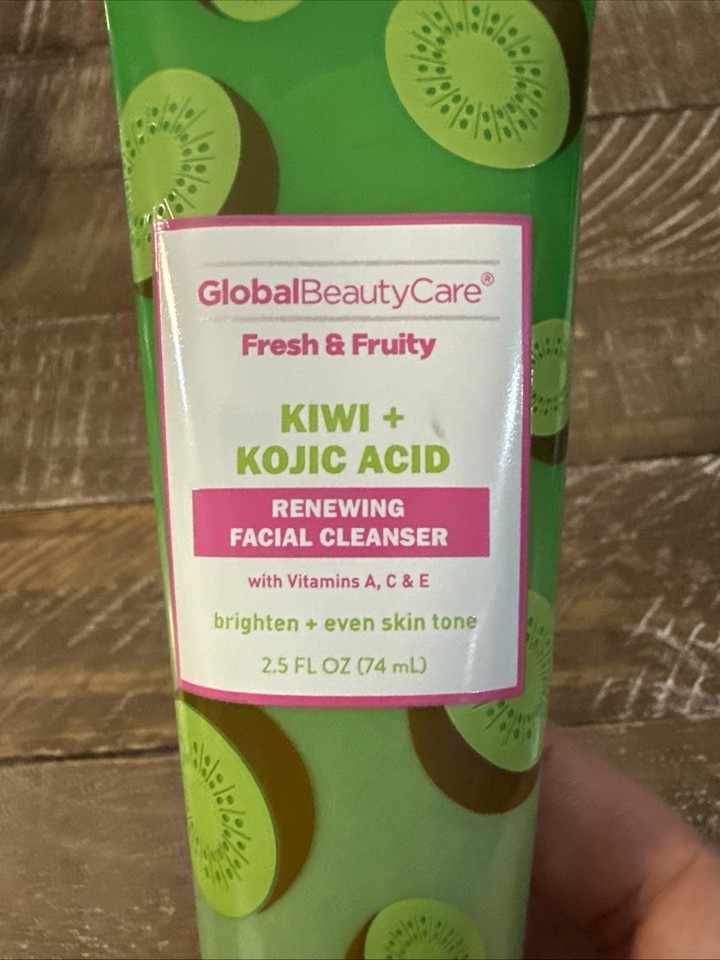 GlobalBeautyCare®
Fresh & Fruity
KIWI +
KOJIC ACID
RENEWING
FACIAL CLEANSER
with Vitamins A, C & E
brighten + even skin tone
2.5 FL OZ (74 mL)